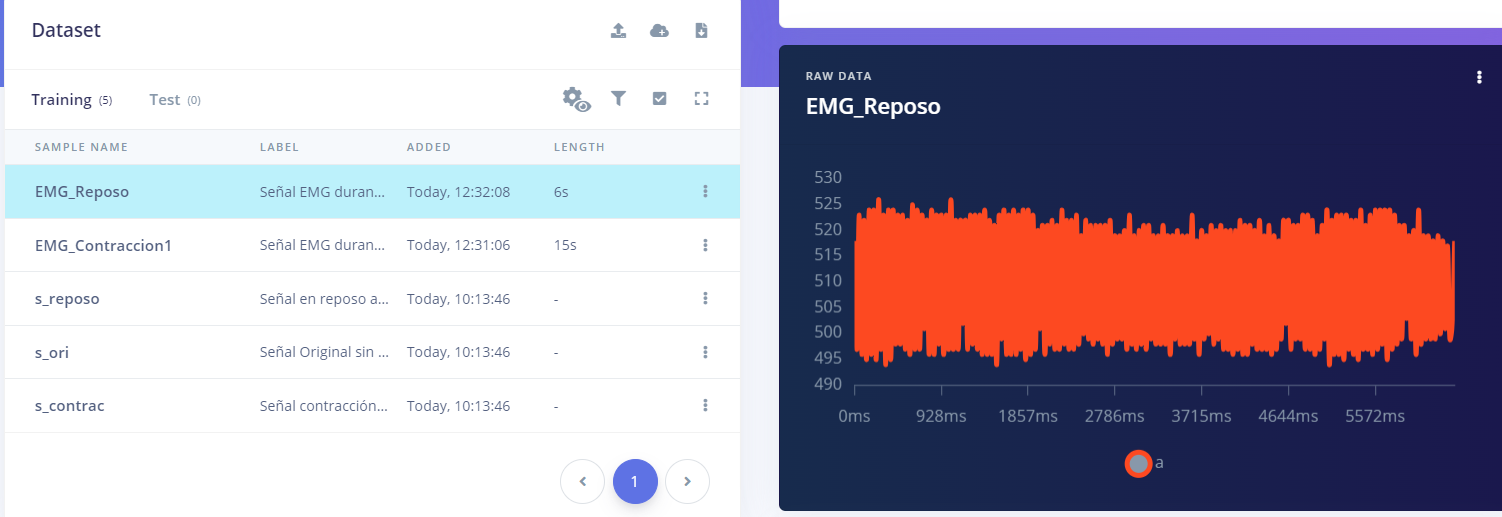 Dataset
Training (5) Test (0)
SAMPLE NAME LABEL ADDED LENGTH
EMG_Reposo Señal EMG duran... Today, 12:32:08 6s
EMG_Contraccion1 Señal EMG duran... Today, 12:31:06 15s
s_reposo Señal en reposo a... Today, 10:13:46 -
s_ori Señal Original sin ... Today, 10:13:46 -
s_contrac Señal contracción... Today, 10:13:46 -
1
RAW DATA
EMG_Reposo
530
525
520
515
510
505
500
495
490
0ms 928ms 1857ms 2786ms 3715ms 4644ms 5572ms
a